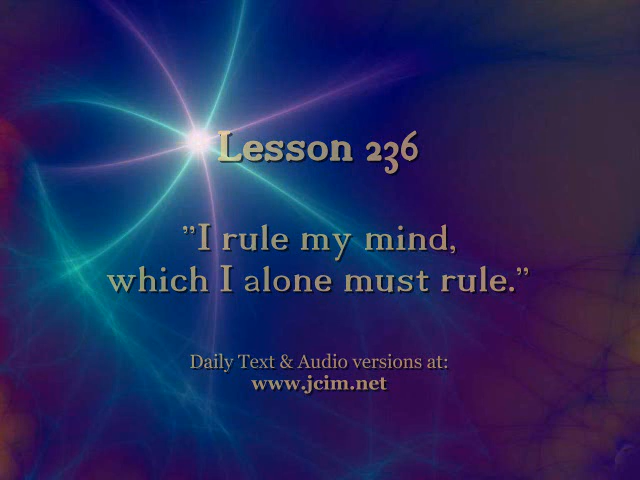 Lesson 236
"I rule my mind,
which I alone must rule."
Daily Text & Audio versions at:
www.jcim.net